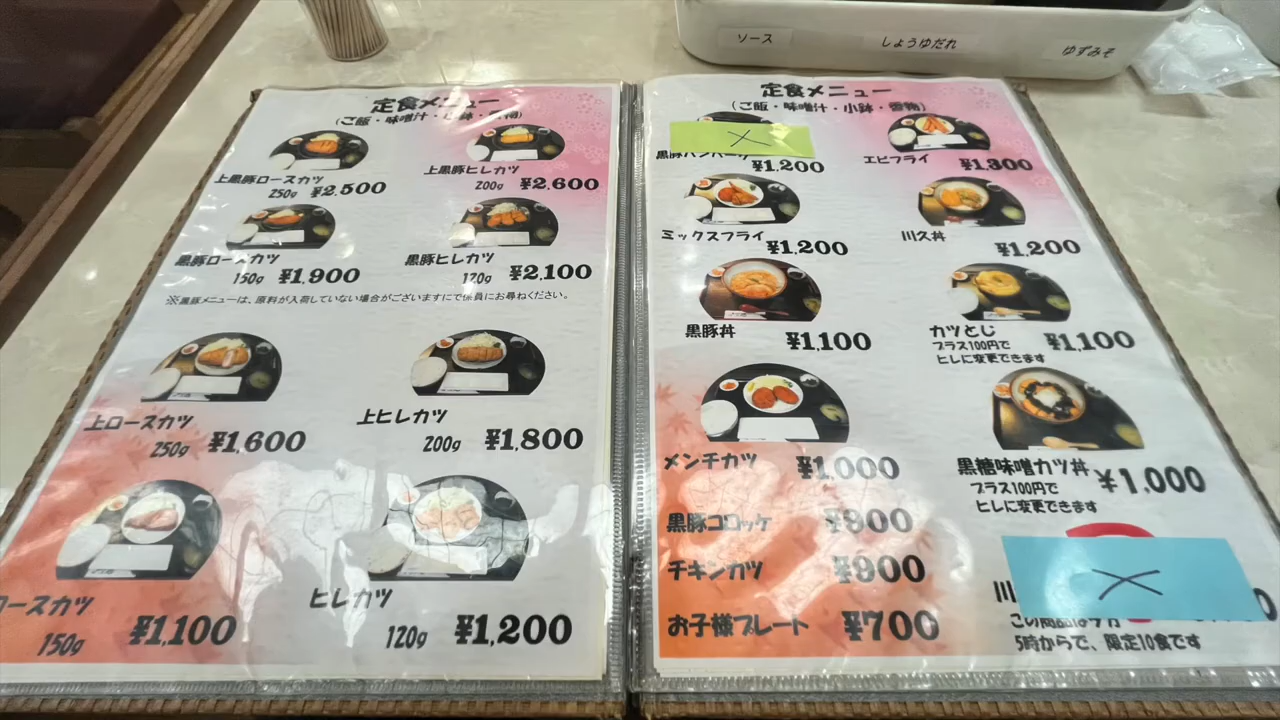 ソース
しょうゆだれ
ゆずみそ
定食メニュー
(ご飯・味噌汁・小鉢・香物)
上黒豚ロースカツ
250g ¥2,500
上黒豚ヒレカツ
200g ¥2,600
黒豚ロースカツ
150g ¥1,900
黒豚ヒレカツ
120g ¥2,100
※黒豚メニューは、原料が入荷していない場合がございますにで係員にお尋ねください。
上ロースカツ
250g ¥1,600
上ヒレカツ
200g ¥1,800
ロースカツ
150g ¥1,100
ヒレカツ
120g ¥1,200
定食メニュー
(ご飯・味噌汁・小鉢・香物)
¥1,200
エビフライ ¥1,300
ミックスフライ ¥1,200
川久丼 ¥1,200
黒豚丼 ¥1,100
カツとじ
プラス100円で
ヒレに変更できます
¥1,100
メンチカツ ¥1,000
黒豚コロッケ ¥900
チキンカツ ¥900
お子様プレート ¥700
黒糖味噌カツ丼 ¥1,000
プラス100円で
ヒレに変更できます
川
5時からで、限定10食です